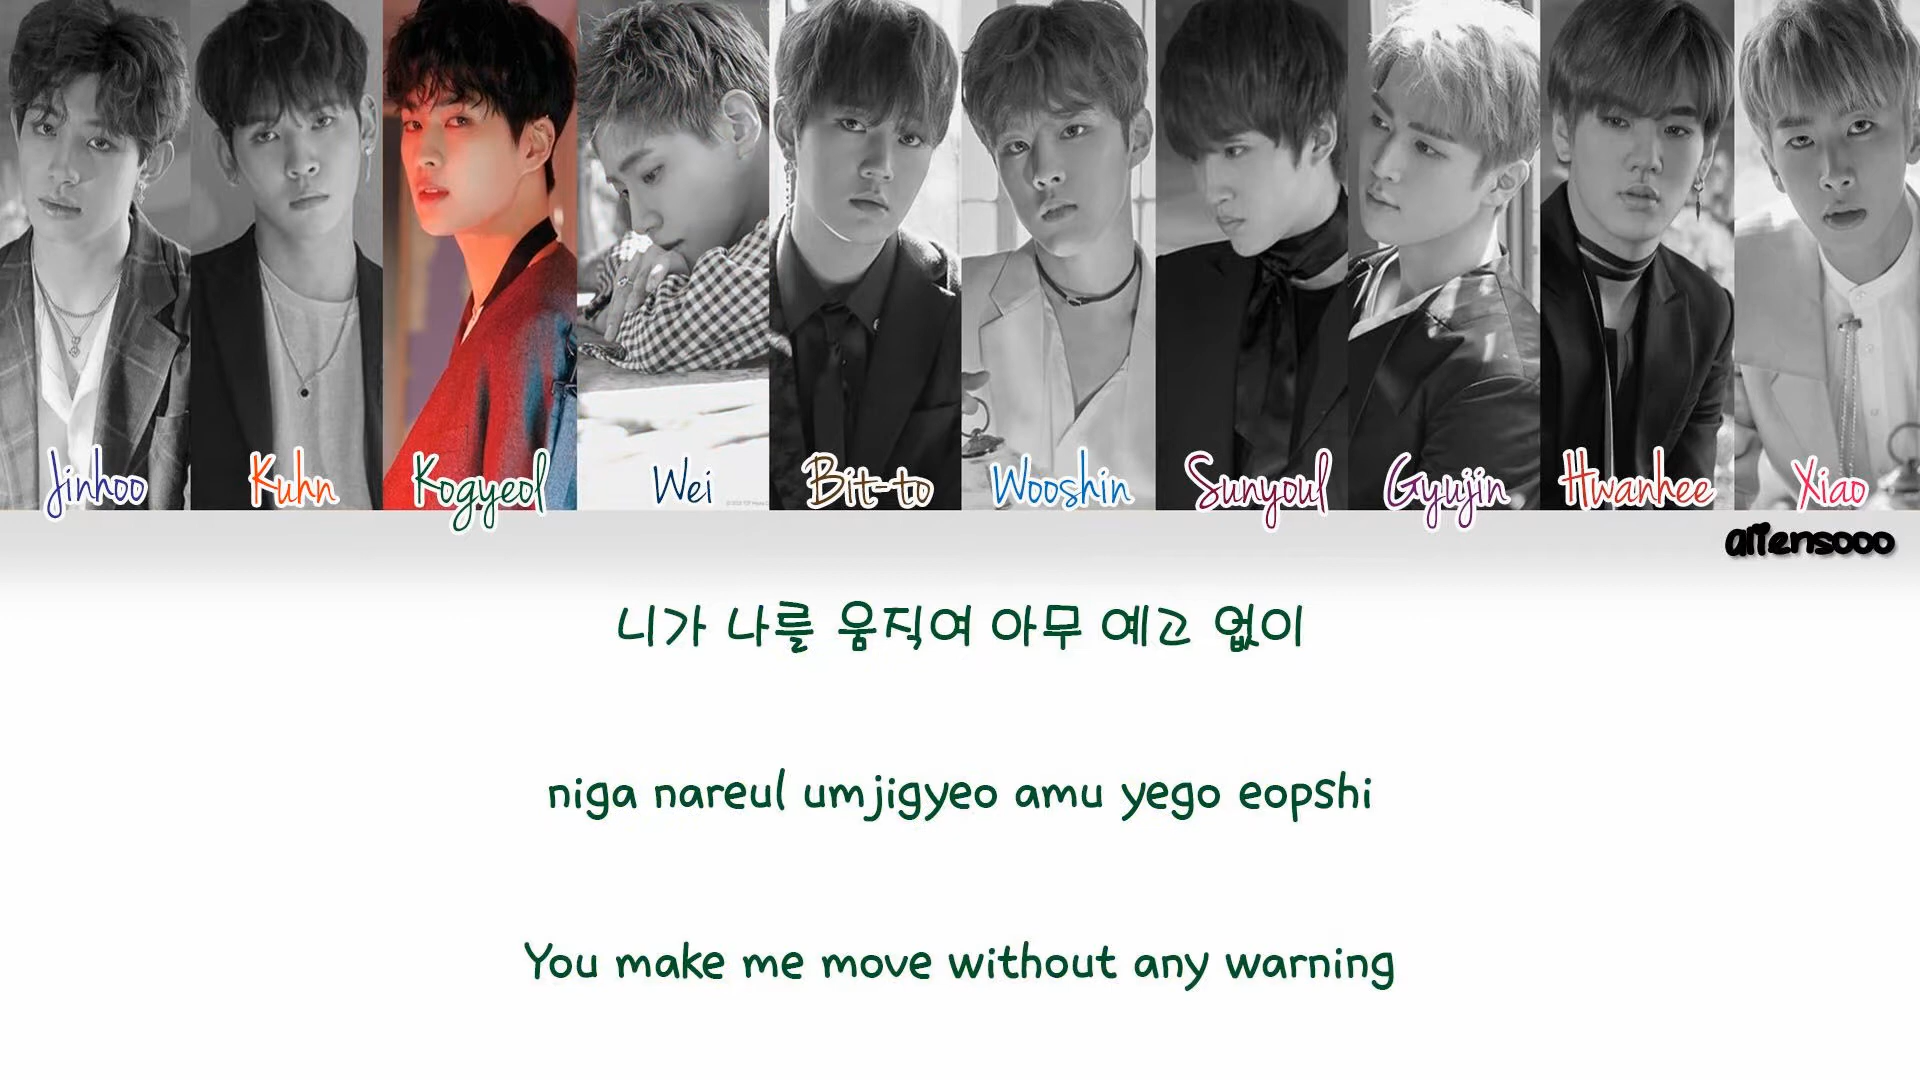 Jinhoo Kuhn Kogyeol Wei Bit-to Wooshin Sunyoul Gyujin Hwanhee Xiao
aliensooo
니가 나를 움직여 아무 예고 없이
niga nareul umjigyeo amu yego eopshi
You make me move without any warning